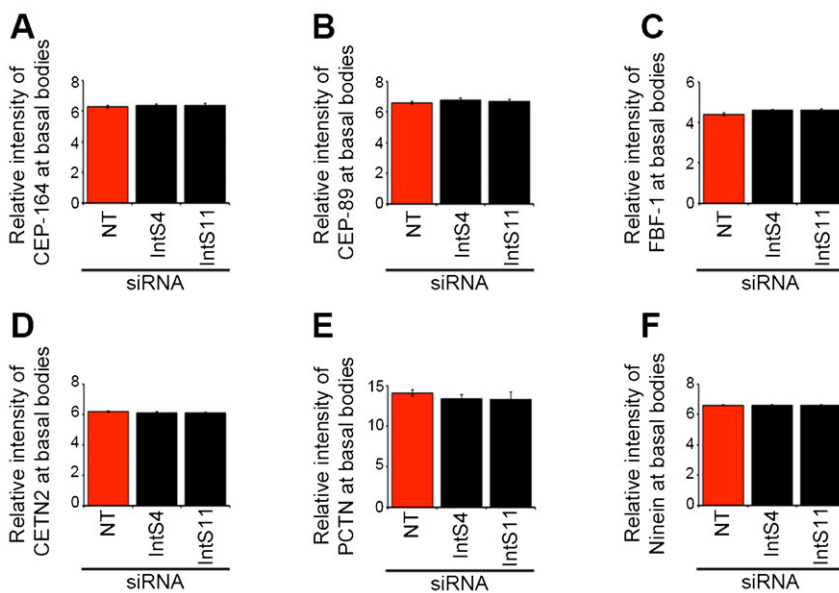 A
Relative intensity of
CEP-164 at basal bodies
8
6
4
2
0
NT
IntS4
IntS11
siRNA
B
Relative intensity of
CEP-89 at basal bodies
8
6
4
2
0
NT
IntS4
IntS11
siRNA
C
Relative intensity of
FBF-1 at basal bodies
6
4
2
0
NT
IntS4
IntS11
siRNA
D
Relative intensity of
CETN2 at basal bodies
8
6
4
2
0
NT
IntS4
IntS11
siRNA
E
Relative intensity of
PCTN at basal bodies
15
10
5
0
NT
IntS4
IntS11
siRNA
F
Relative intensity of
Ninein at basal bodies
8
6
4
2
0
NT
IntS4
IntS11
siRNA